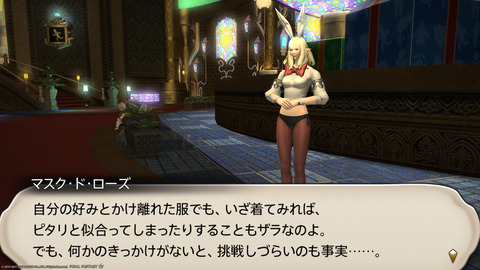 マスク・ド・ローズ
自分の好みとかけ離れた服でも、いざ着てみれば、
ピタリと似合ってしまったりすることもザラなのよ。
でも、何かのきっかけがないと、挑戦しづらいのも事実……。
FINAL FANTASY XIV